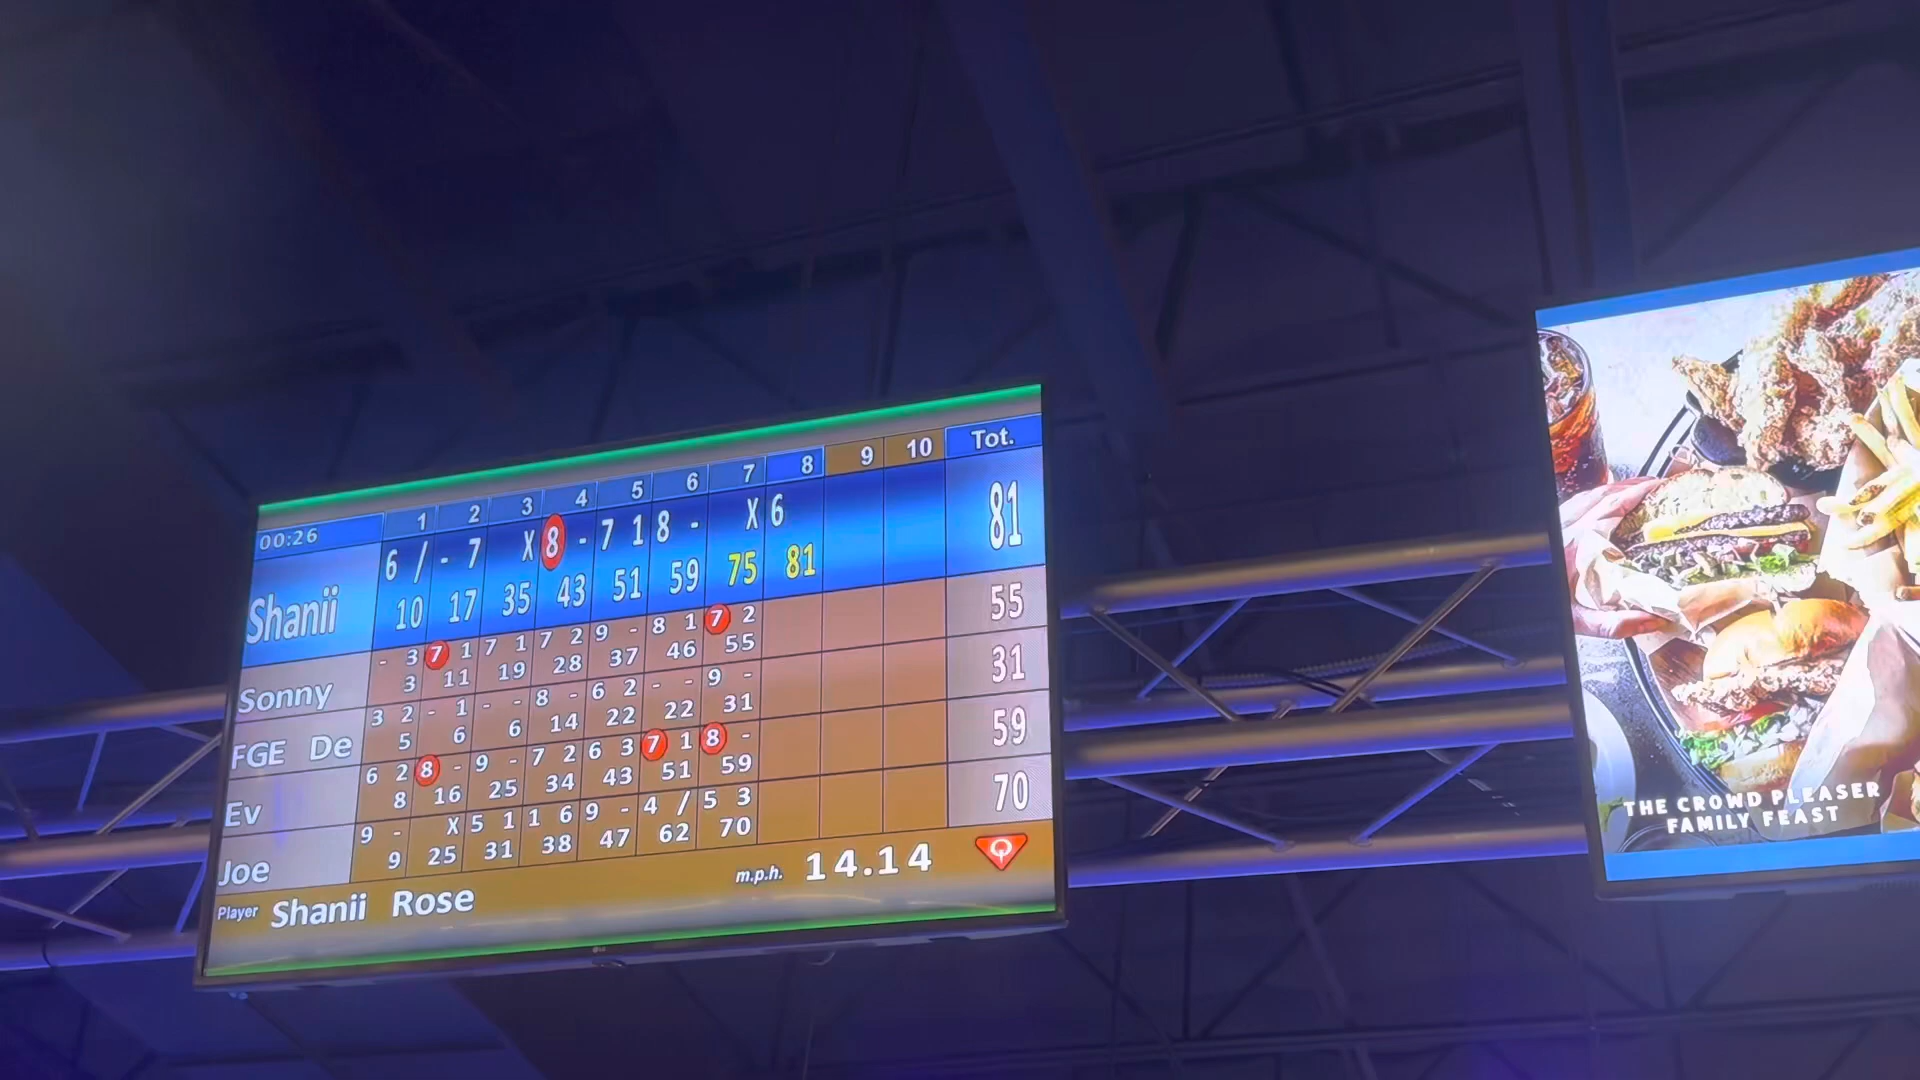 00:26 1 2 3 4 5 6 7 8 9 10 Tot.
Shanii 6 / - 7 X 8 - 7 1 8 - X 6 81
10 17 35 43 51 59 75 81
Sonny - 3 7 1 7 1 7 2 9 - 8 1 7 2 55
3 11 19 28 37 46 55
FGE De 3 2 - 1 - - 8 - 6 2 - - 9 - 31
5 6 6 14 22 22 31
Ev 6 2 8 - 9 - 7 2 6 3 7 1 8 - 59
8 16 25 34 43 51 59
Joe 9 - X 5 1 1 6 9 - 4 / 5 3 70
9 25 31 38 47 62 70
Player Shanii Rose m.p.h. 14.14
LG
THE CROWD PLEASER
FAMILY FEAST